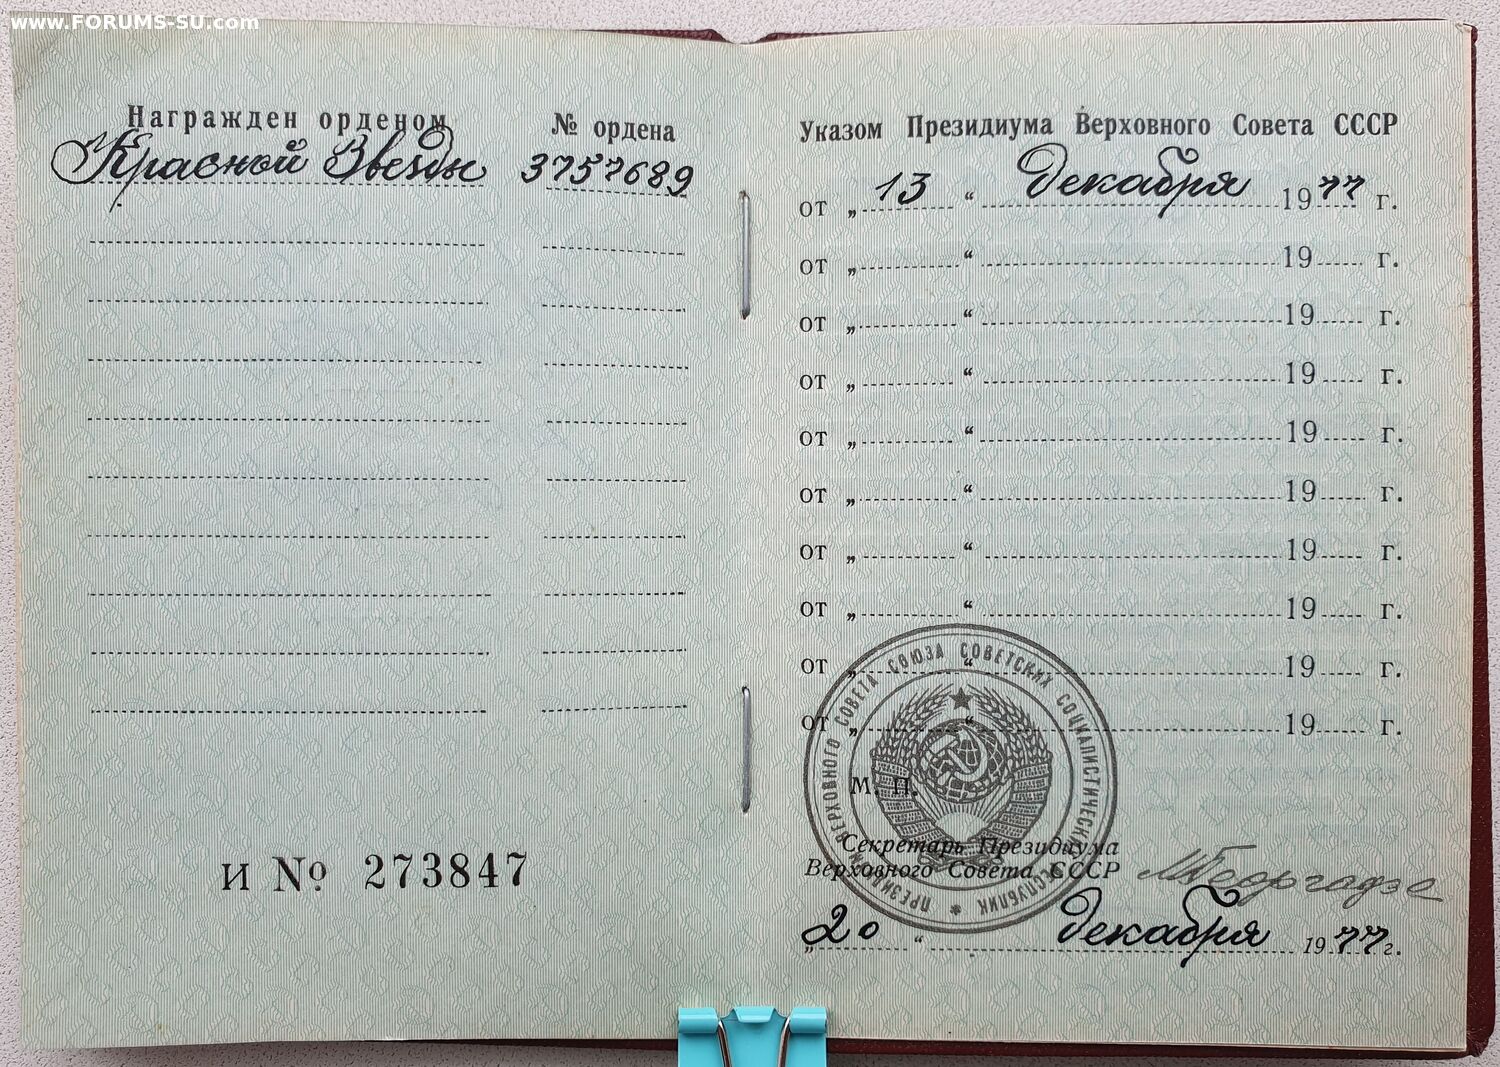 www.FORUMS-SU.com
Награжден орденом
Красной Звезды
№ ордена
3757689
И № 273847
Указом Президиума Верховного Совета СССР
от „ 13 “ декабря 1977 г.
от „ “ 19 г.
от „ “ 19 г.
от „ “ 19 г.
от „ “ 19 г.
от „ “ 19 г.
от „ “ 19 г.
от „ “ 19 г.
от „ “ 19 г.
от „ “ 19 г.
ПРЕЗИДИУМ ВЕРХОВНОГО СОВЕТА СОЮЗА СОВЕТСКИХ СОЦИАЛИСТИЧЕСКИХ РЕСПУБЛИК
М. П.
Секретарь Президиума
Верховного Совета СССР МГеоргадзе
„ 20 “ декабря 1977 г.